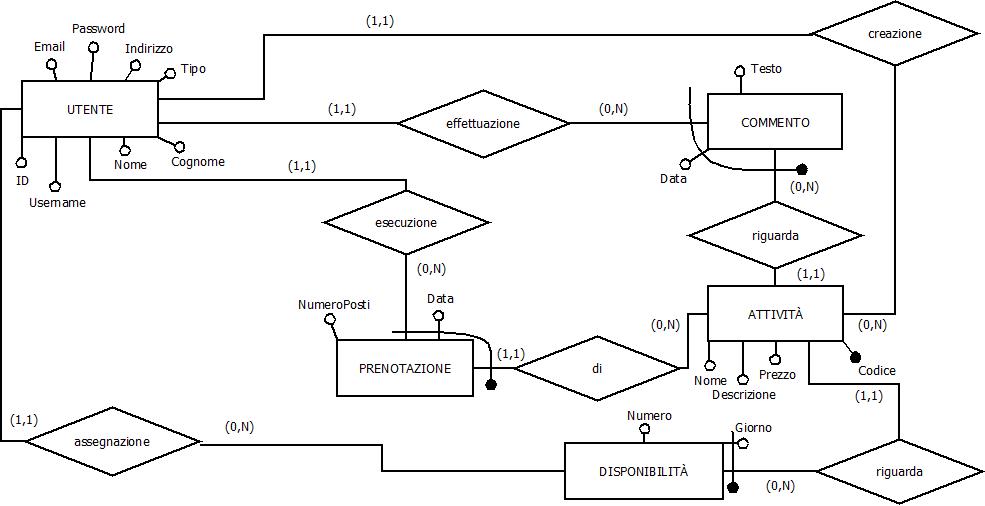 (1,1)
creazione
Password
Email
Indirizzo
Tipo
UTENTE
(1,1)
effettuazione
(0,N)
Testo
COMMENTO
Nome
Cognome
ID
Username
(1,1)
Data
(0,N)
esecuzione
riguarda
(0,N)
(1,1)
NumeroPosti
Data
ATTIVITÀ
(0,N)
(0,N)
PRENOTAZIONE
(1,1)
di
Nome
Descrizione
Prezzo
Codice
(1,1)
(1,1)
assegnazione
(0,N)
Numero
Giorno
DISPONIBILITÀ
(0,N)
riguarda